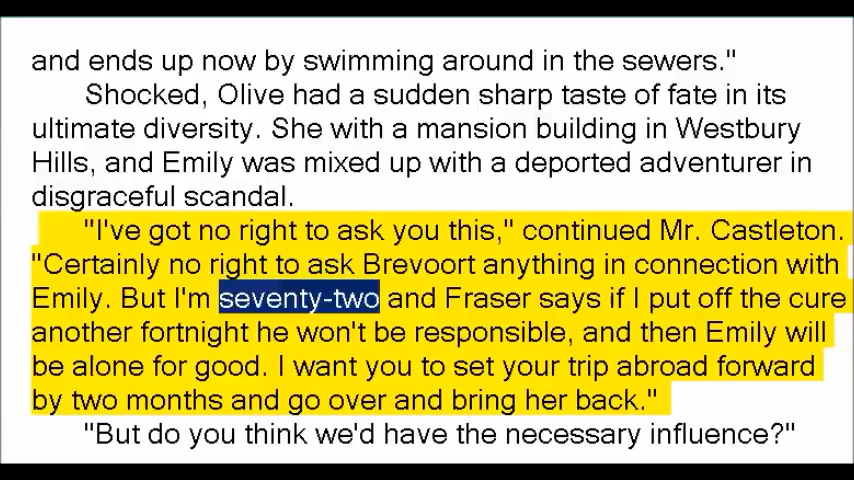 and ends up now by swimming around in the sewers."
Shocked, Olive had a sudden sharp taste of fate in its
ultimate diversity. She with a mansion building in Westbury
Hills, and Emily was mixed up with a deported adventurer in
disgraceful scandal.
"I've got no right to ask you this," continued Mr. Castleton.
"Certainly no right to ask Brevoort anything in connection with
Emily. But I'm seventy-two and Fraser says if I put off the cure
another fortnight he won't be responsible, and then Emily will
be alone for good. I want you to set your trip abroad forward
by two months and go over and bring her back."
"But do you think we'd have the necessary influence?"